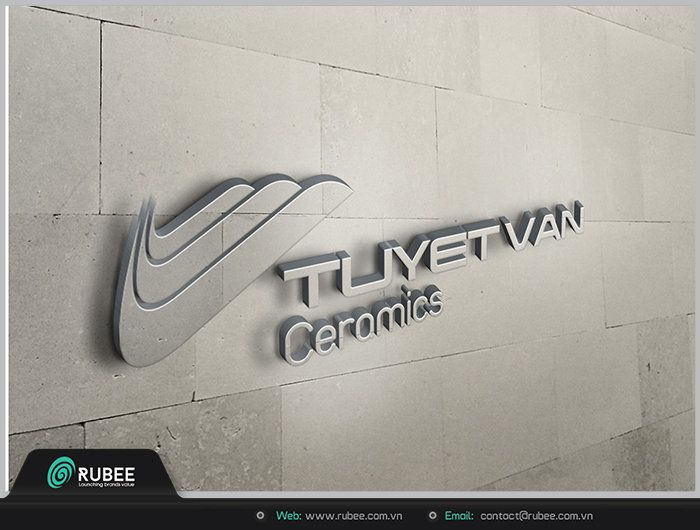 TUYETVAN
Ceramics
RUBEE
Launching brands value
Web: www.rubee.com.vn
Email: contact@rubee.com.vn